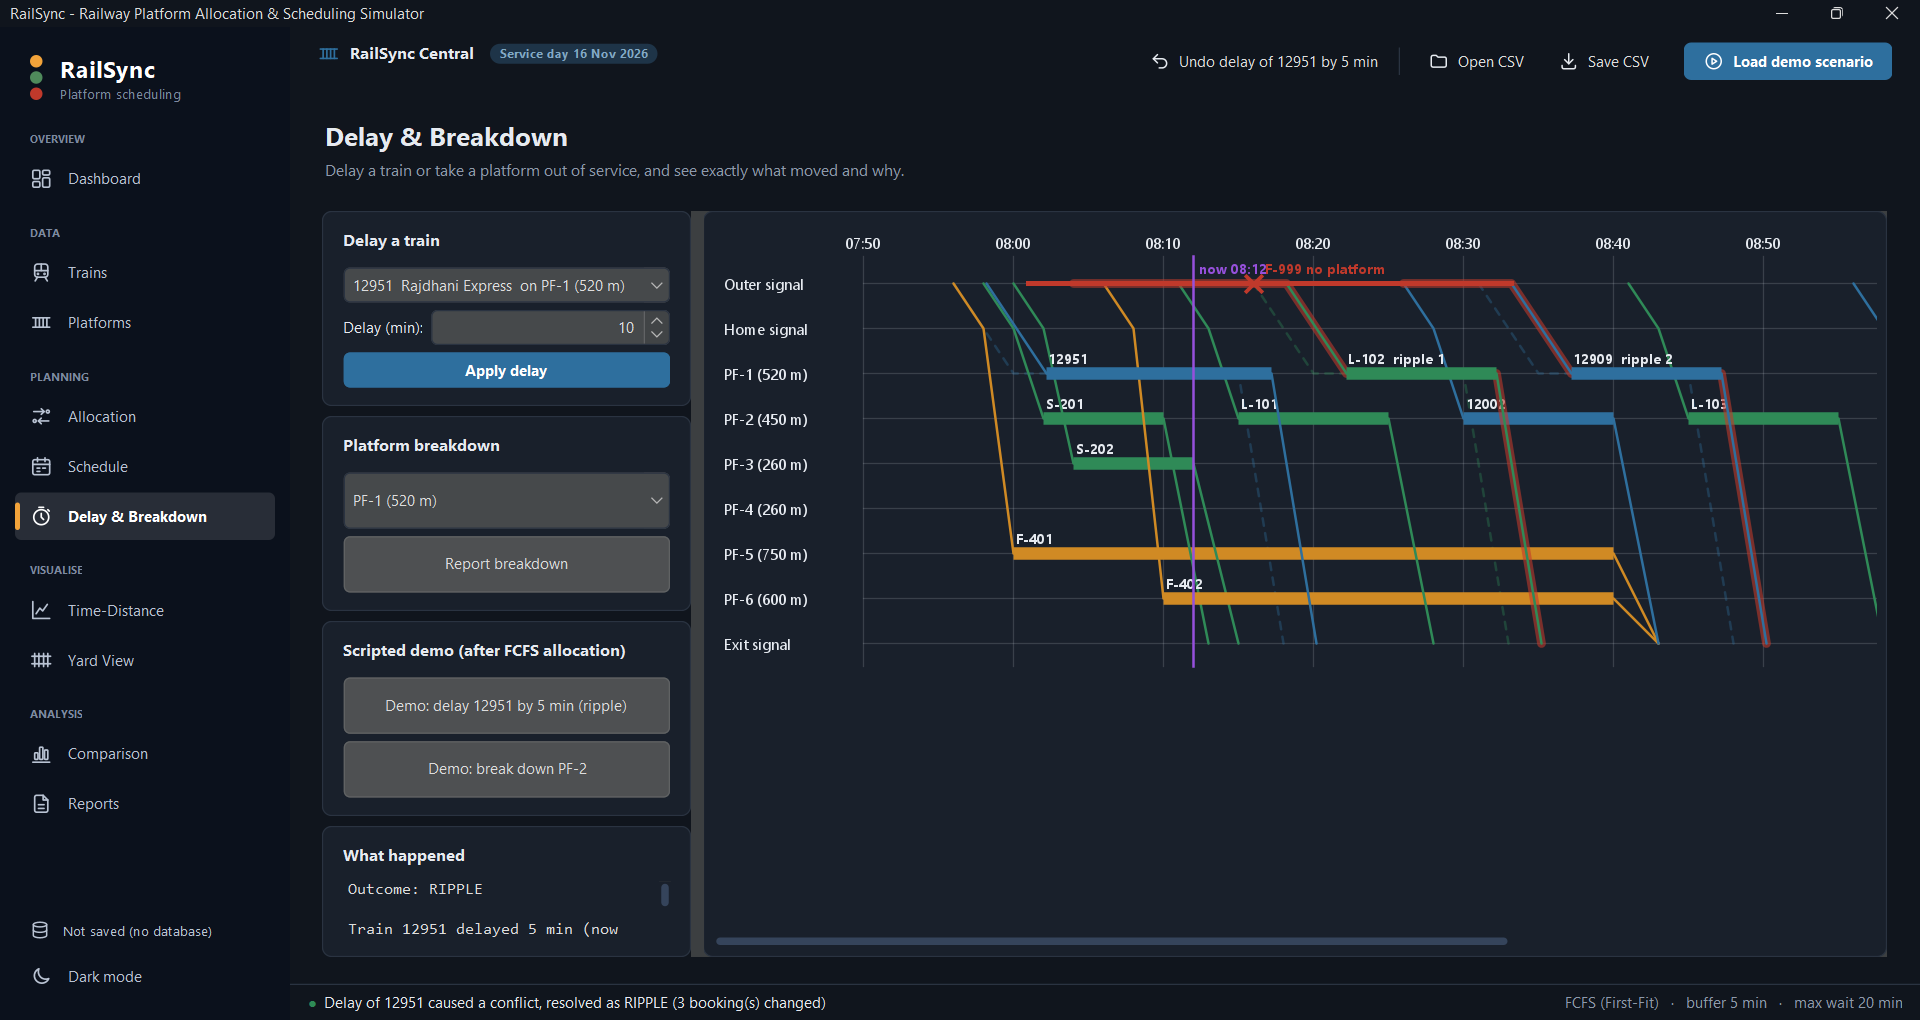 RailSync - Railway Platform Allocation & Scheduling Simulator
RailSync
Platform scheduling
OVERVIEW
Dashboard
DATA
Trains
Platforms
PLANNING
Allocation
Schedule
Delay & Breakdown
VISUALISE
Time-Distance
Yard View
ANALYSIS
Comparison
Reports
Not saved (no database)
Dark mode
RailSync Central
Service day 16 Nov 2026
Undo delay of 12951 by 5 min
Open CSV
Save CSV
Load demo scenario
Delay & Breakdown
Delay a train or take a platform out of service, and see exactly what moved and why.
Delay a train
12951 Rajdhani Express on PF-1 (520 m)
Delay (min):
10
Apply delay
Platform breakdown
PF-1 (520 m)
Report breakdown
Scripted demo (after FCFS allocation)
Demo: delay 12951 by 5 min (ripple)
Demo: break down PF-2
What happened
Outcome: RIPPLE
Train 12951 delayed 5 min (now
07:50
08:00
08:10
08:20
08:30
08:40
08:50
now 08:12
F-999 no platform
Outer signal
Home signal
12951
L-102 ripple 1
12909 ripple 2
PF-1 (520 m)
S-201
L-101
12002
L-103
PF-2 (450 m)
S-202
PF-3 (260 m)
PF-4 (260 m)
F-401
PF-5 (750 m)
F-402
PF-6 (600 m)
Exit signal
Delay of 12951 caused a conflict, resolved as RIPPLE (3 booking(s) changed)
FCFS (First-Fit) · buffer 5 min · max wait 20 min